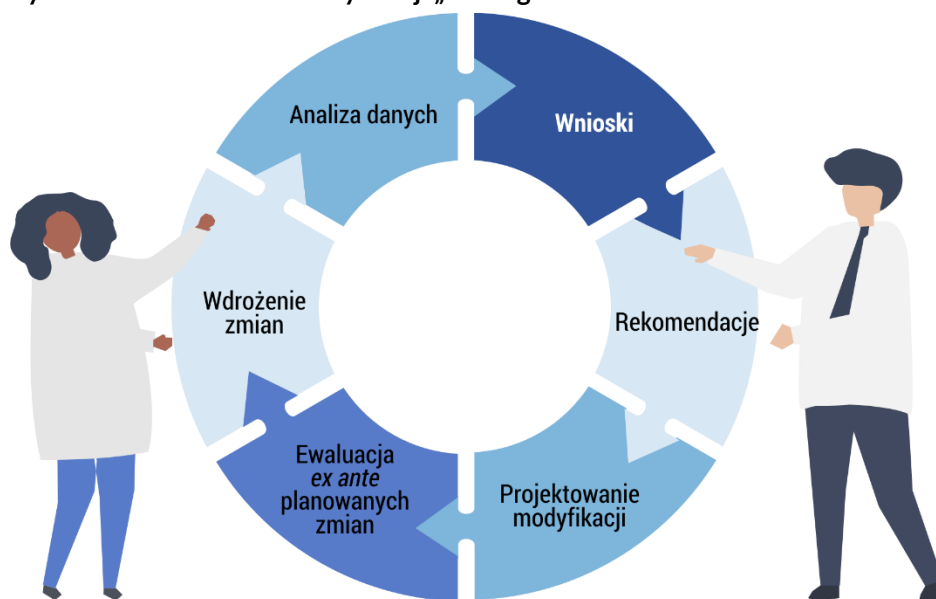 Analiza danych
Wnioski
Rekomendacje
Projektowanie
modyfikacji
Ewaluacja
ex ante
planowanych
zmian
Wdrożenie
zmian